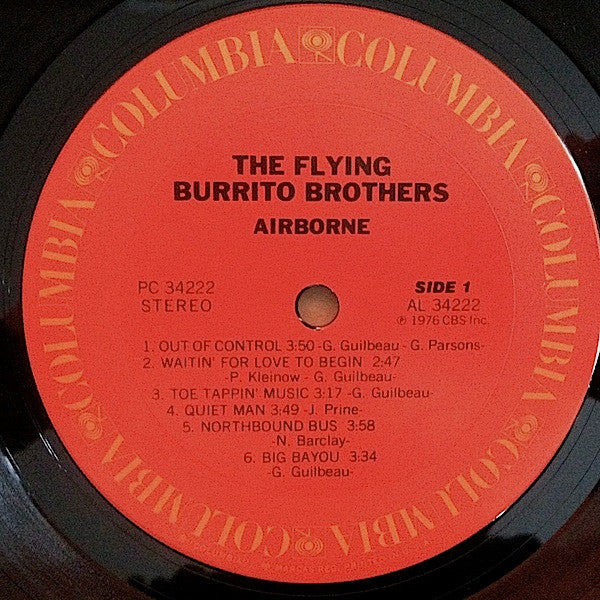 COLUMBIA COLUMBIA COLUMBIA COLUMBIA COLUMBIA COLUMBIA
THE FLYING
BURRITO BROTHERS
AIRBORNE
PC 34222
STEREO
SIDE 1
AL 34222
℗ 1976 CBS Inc.
1. OUT OF CONTROL 3:50 -G. Guilbeau - G. Parsons-
2. WAITIN' FOR LOVE TO BEGIN 2:47
-P. Kleinow - G. Guilbeau-
3. TOE TAPPIN' MUSIC 3:17 -G. Guilbeau-
4. QUIET MAN 3:49 -J. Prine-
5. NORTHBOUND BUS 3:58
-N. Barclay-
6. BIG BAYOU 3:34
-G. Guilbeau-